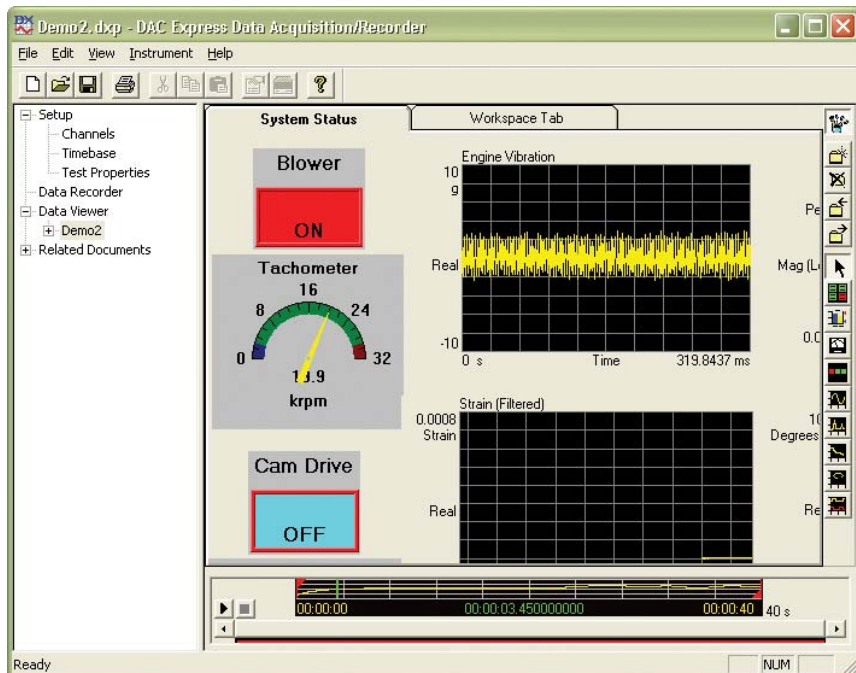 Demo2.dxp - DAC Express Data Acquisition/Recorder
File Edit View Instrument Help
Setup
Channels
Timebase
Test Properties
Data Recorder
Data Viewer
Demo2
Related Documents
System Status
Workspace Tab
Blower
ON
Tachometer
0 8 16 24 32
krpm
Cam Drive
OFF
Engine Vibration
10
g
Real
-10
0 s Time 319.8437 ms
Strain (Filtered)
0.0008
Strain
Real
Pe
Mag (L
0.0
10
Degrees
Re
00:00:00 00:00:03.450000000 00:00:40 40 s
Ready
NUM